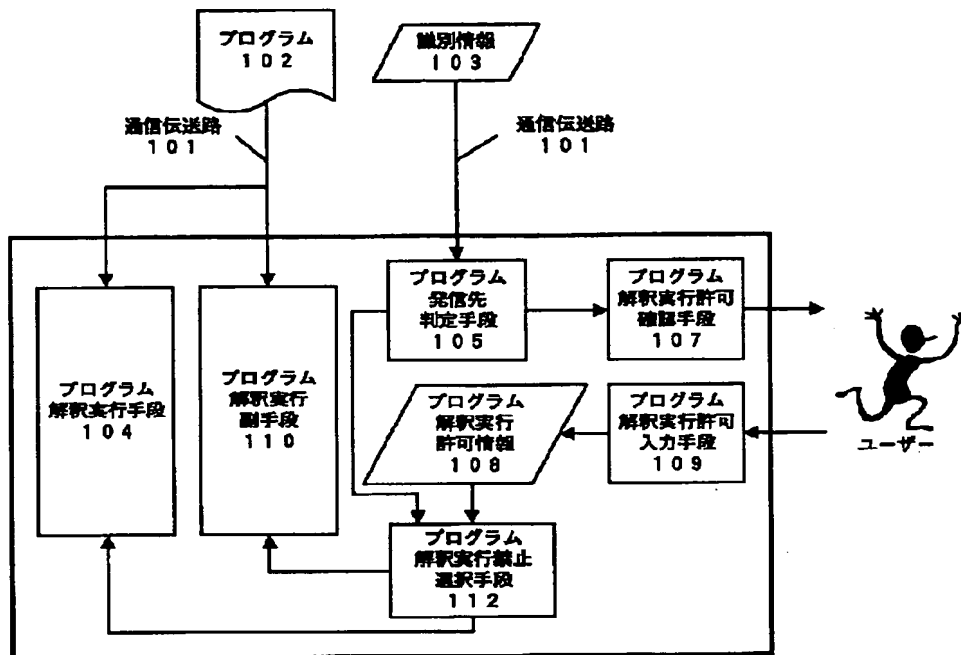 プログラム
１０２
識別情報
１０３
通信伝送路
１０１
通信伝送路
１０１
プログラム
解釈実行手段
１０４
プログラム
解釈実行
副手段
１１０
プログラム
発信先
判定手段
１０５
プログラム
解釈実行許可
確認手段
１０７
プログラム
解釈実行
許可情報
１０８
プログラム
解釈実行許可
入力手段
１０９
ユーザー
プログラム
解釈実行禁止
選択手段
１１２